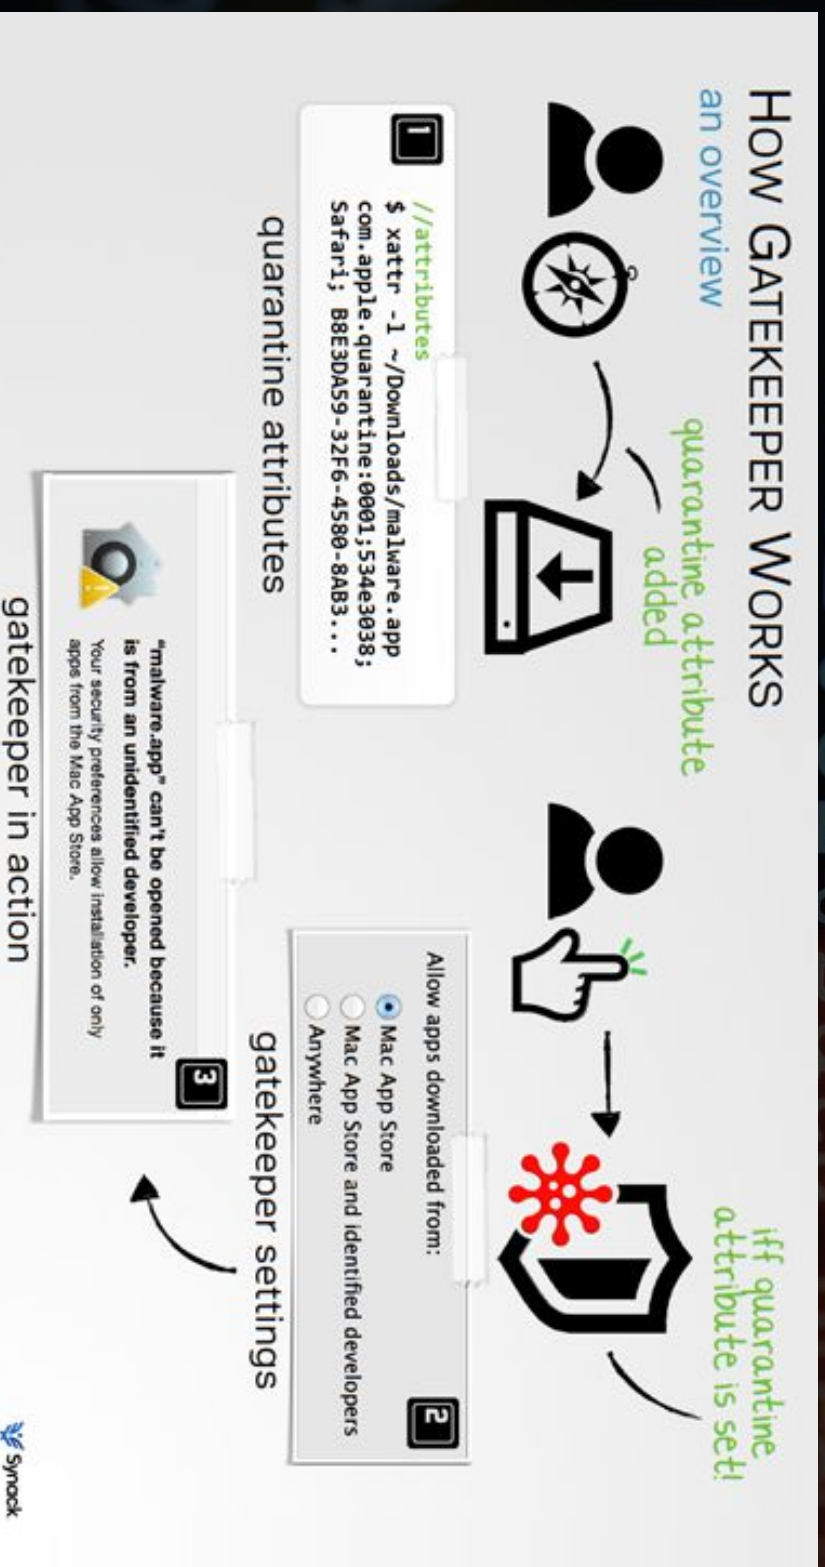 HOW GATEKEEPER WORKS
an overview
quarantine attribute
added
iff quarantine
attribute is set!
1
//attributes
$ xattr -l ~/Downloads/malware.app
com.apple.quarantine:0001;534e3038;
Safari; B8E3DA59-32F6-4580-8AB3...
quarantine attributes
2
Allow apps downloaded from:
Mac App Store
Mac App Store and identified developers
Anywhere
gatekeeper settings
3
"malware.app" can't be opened because it
is from an unidentified developer.
Your security preferences allow installation of only
apps from the Mac App Store.
gatekeeper in action
Synack